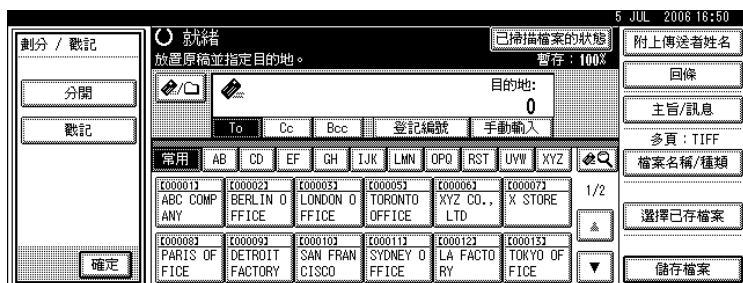 5 JUL 2006 16:50
劃分 / 戳記
分開
戳記
確定
就緒
已掃描檔案的狀態
放置原稿並指定目的地。
暫存：100%
目的地:
0
To Cc Bcc 登記編號 手動輸入
常用 AB CD EF GH IJK LMN OPQ RST UVW XYZ
[00001] [00002] [00003] [00005] [00006] [00007]
ABC COMP BERLIN O LONDON O TORONTO XYZ CO., X STORE
ANY FFICE FFICE OFFICE LTD
1/2
[00008] [00009] [00010] [00011] [00012] [00013]
PARIS OF DETROIT SAN FRAN SYDNEY O LA FACTO TOKYO OF
FICE FACTORY CISCO FFICE RY FICE
附上傳送者姓名
回條
主旨/訊息
多頁：TIFF
檔案名稱/種類
選擇已存檔案
儲存檔案